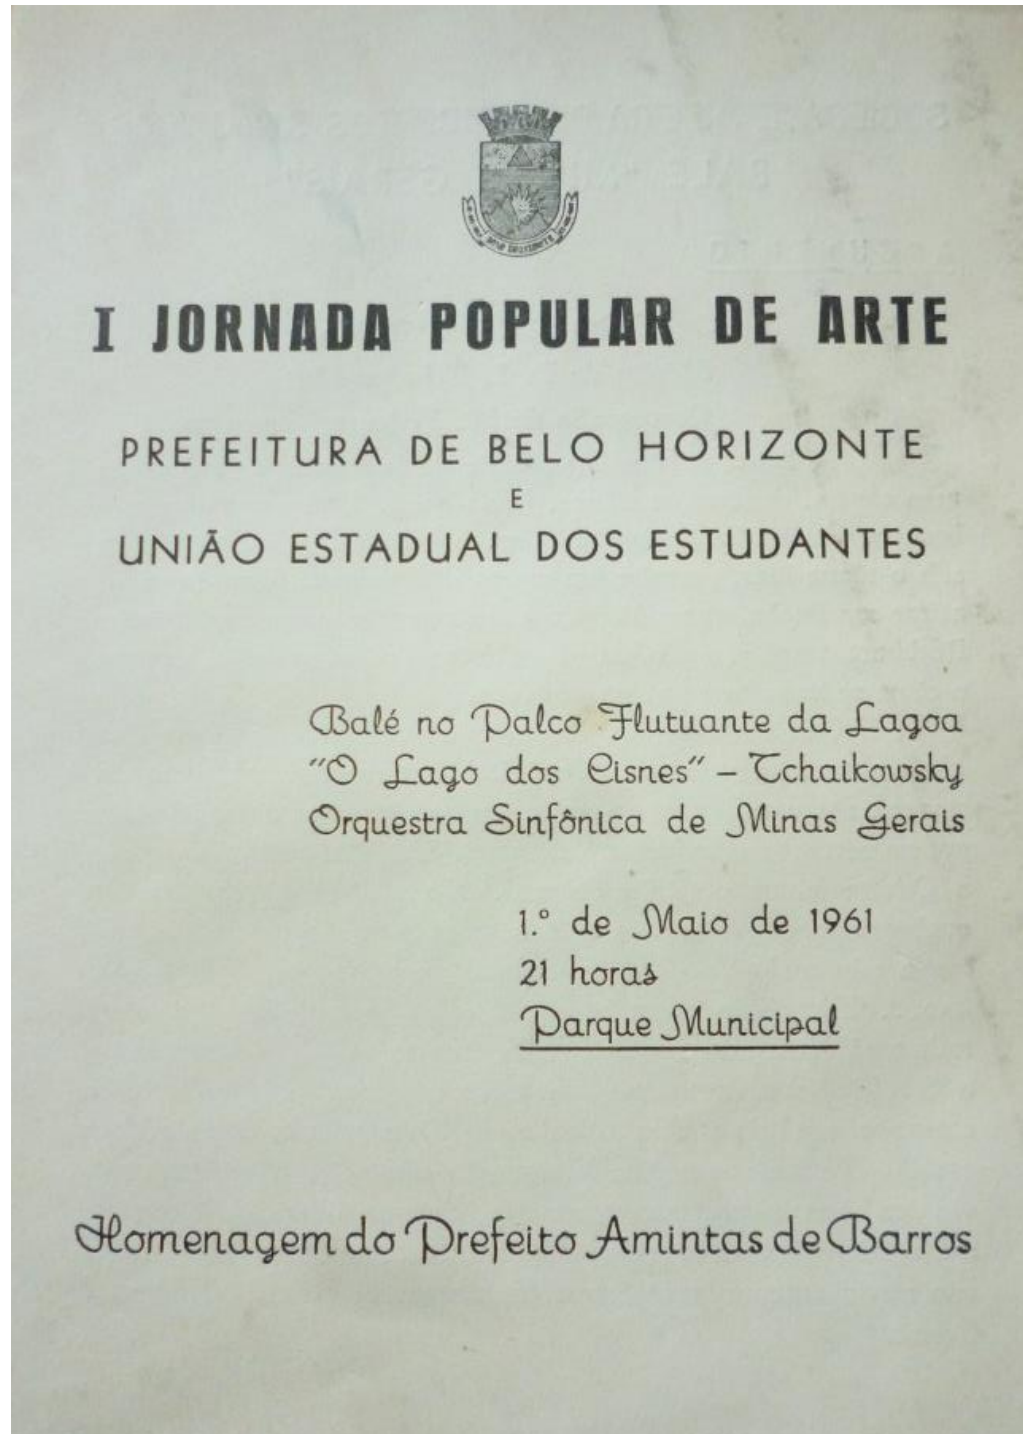 BELO HORIZONTE
I JORNADA POPULAR DE ARTE
PREFEITURA DE BELO HORIZONTE
E
UNIÃO ESTADUAL DOS ESTUDANTES
Balé no Palco Flutuante da Lagoa
"O Lago dos Cisnes" – Tchaikowsky
Orquestra Sinfônica de Minas Gerais
1.º de Maio de 1961
21 horas
Parque Municipal
Homenagem do Prefeito Amintas de Barros